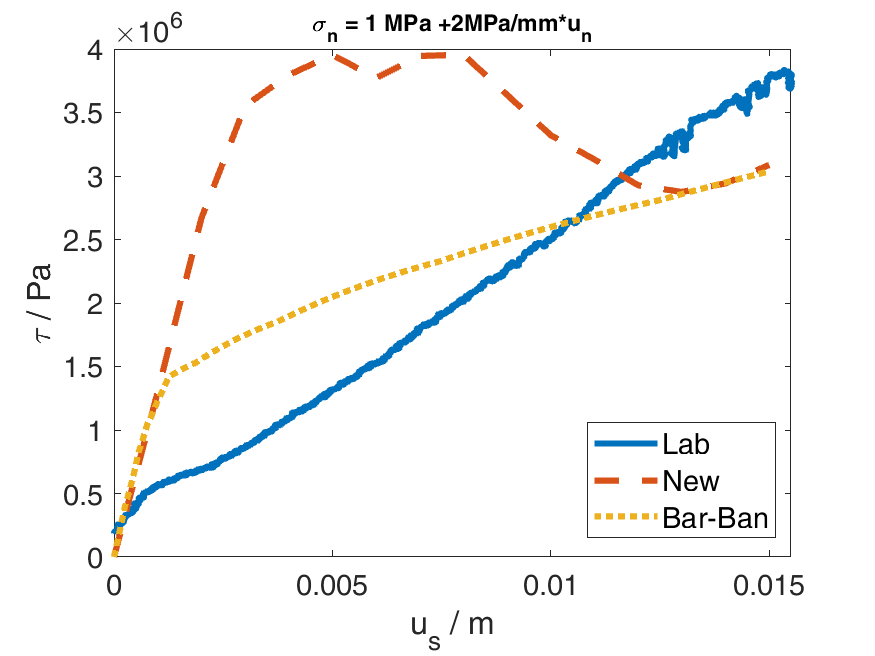 σn = 1 MPa +2MPa/mm*un
×10^6
4
3.5
3
2.5
2
1.5
1
0.5
0
τ / Pa
0 0.005 0.01 0.015
us / m
Lab
New
Bar-Ban